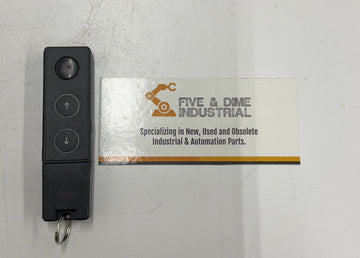 FIVE & DIME
INDUSTRIAL
Specializing in New, Used and Obsolete
Industrial & Automation Parts.
↑
↓